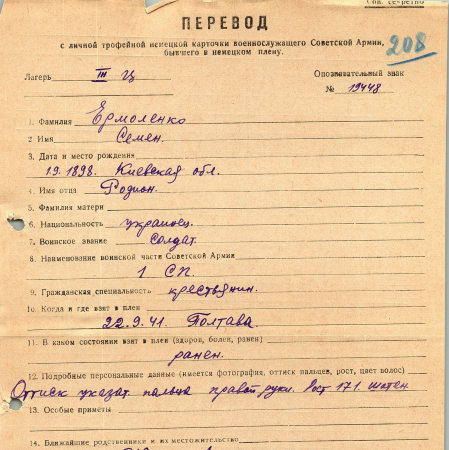 Сов. секретно
ПЕРЕВОД
с личной трофейной немецкой карточки военнослужащего Советской Армии,
бывшего в немецком плену.
208
Лагерь III Ц Опознавательный знак
№ 19448
1. Фамилия Ермоленко
2 Имя Семен.
3. Дата и место рождения
1.9.1898. Киевская обл.
4. Имя отца Родион.
5. Фамилия матери
6. Национальность украинец.
7. Воинское звание солдат.
8. Наименование воинской части Советской Армии
1 СП.
9. Гражданская специальность крестьянин.
10. Когда и где взят в плен
22.9.41. Полтава.
11. В каком состоянии взят в плен (здоров, болен, ранен)
ранен.
12. Подробные персональные данные (имеется фотография, оттиск пальцев, рост, цвет волос)
Оттиск указат. пальца правой руки. Рост 171. шатен
13. Особые приметы
14. Ближайшие родственники и их местожительство